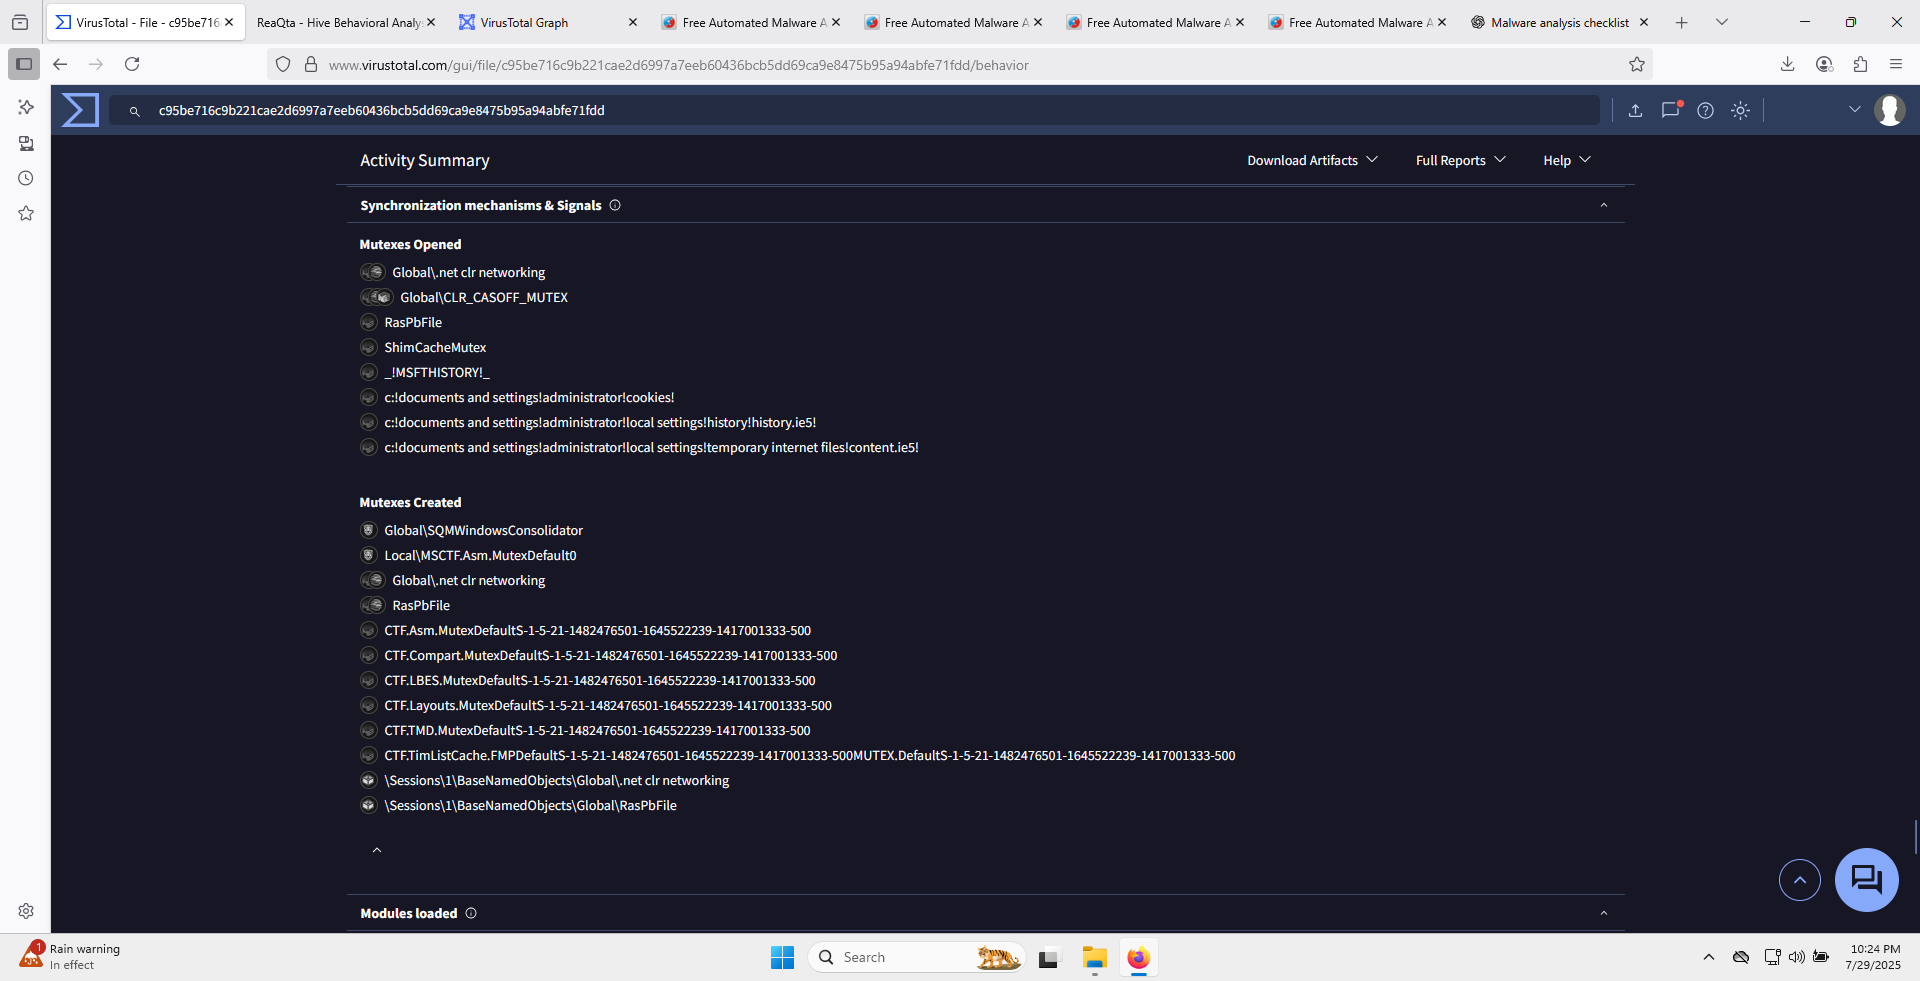 VirusTotal - File - c95be716
ReaQta - Hive Behavioral Analy
VirusTotal Graph
Free Automated Malware A
Free Automated Malware A
Free Automated Malware A
Free Automated Malware A
Malware analysis checklist
www.virustotal.com/gui/file/c95be716c9b221cae2d6997a7eeb60436bcb5dd69ca9e8475b95a94abfe71fdd/behavior
c95be716c9b221cae2d6997a7eeb60436bcb5dd69ca9e8475b95a94abfe71fdd
Activity Summary
Download Artifacts
Full Reports
Help
Synchronization mechanisms & Signals
Mutexes Opened
Global\.net clr networking
Global\CLR_CASOFF_MUTEX
RasPbFile
ShimCacheMutex
_!MSFTHISTORY!_
c:!documents and settings!administrator!cookies!
c:!documents and settings!administrator!local settings!history!history.ie5!
c:!documents and settings!administrator!local settings!temporary internet files!content.ie5!
Mutexes Created
Global\SQMWindowsConsolidator
Local\MSCTF.Asm.MutexDefault0
Global\.net clr networking
RasPbFile
CTF.Asm.MutexDefaultS-1-5-21-1482476501-1645522239-1417001333-500
CTF.Compart.MutexDefaultS-1-5-21-1482476501-1645522239-1417001333-500
CTF.LBES.MutexDefaultS-1-5-21-1482476501-1645522239-1417001333-500
CTF.Layouts.MutexDefaultS-1-5-21-1482476501-1645522239-1417001333-500
CTF.TMD.MutexDefaultS-1-5-21-1482476501-1645522239-1417001333-500
CTF.TimListCache.FMPDefaultS-1-5-21-1482476501-1645522239-1417001333-500MUTEX.DefaultS-1-5-21-1482476501-1645522239-1417001333-500
\Sessions\1\BaseNamedObjects\Global\.net clr networking
\Sessions\1\BaseNamedObjects\Global\RasPbFile
Modules loaded
1
Rain warning
In effect
Search
10:24 PM
7/29/2025